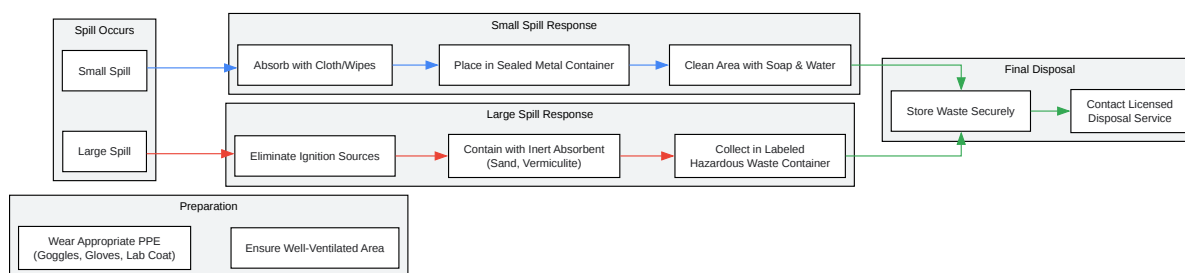 Spill Occurs
Small Spill
Large Spill
Small Spill Response
Absorb with Cloth/Wipes
Place in Sealed Metal Container
Clean Area with Soap & Water
Large Spill Response
Eliminate Ignition Sources
Contain with Inert Absorbent
(Sand, Vermiculite)
Collect in Labeled
Hazardous Waste Container
Final Disposal
Store Waste Securely
Contact Licensed
Disposal Service
Preparation
Wear Appropriate PPE
(Goggles, Gloves, Lab Coat)
Ensure Well-Ventilated Area